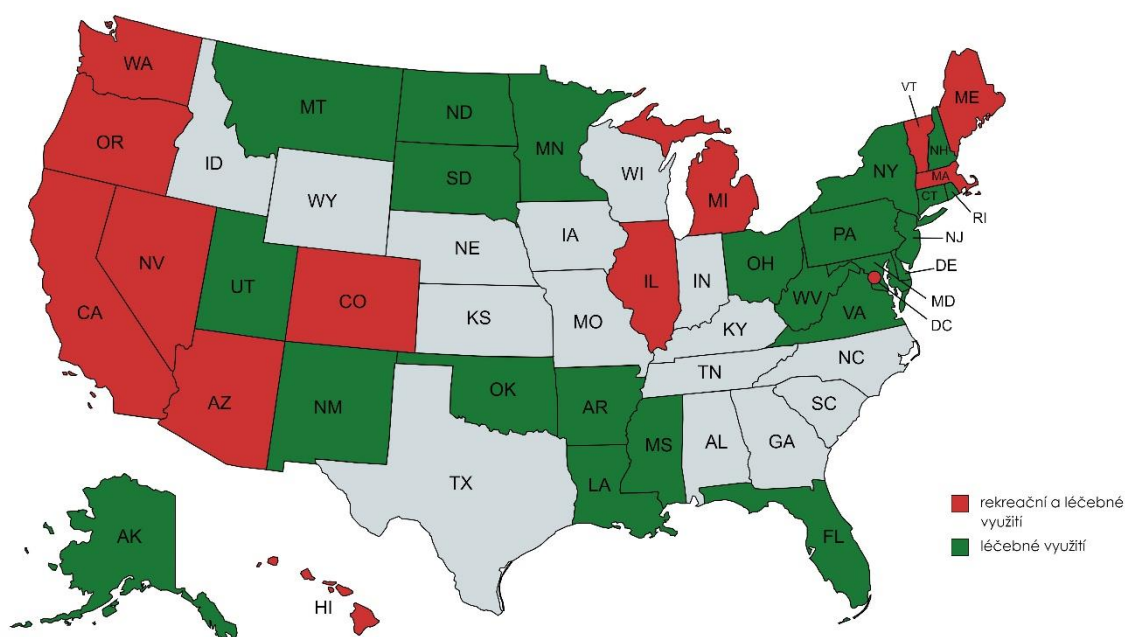 WA
MT
ND
MN
VT
ME
OR
ID
SD
WI
NY
NH
MA
CT
RI
WY
MI
NE
IA
PA
NJ
NV
UT
CO
IL
IN
OH
DE
WV
MD
CA
KS
MO
VA
DC
KY
AZ
NM
OK
AR
TN
NC
SC
TX
LA
MS
AL
GA
FL
AK
HI
rekreační a léčebné
využití
léčebné využití